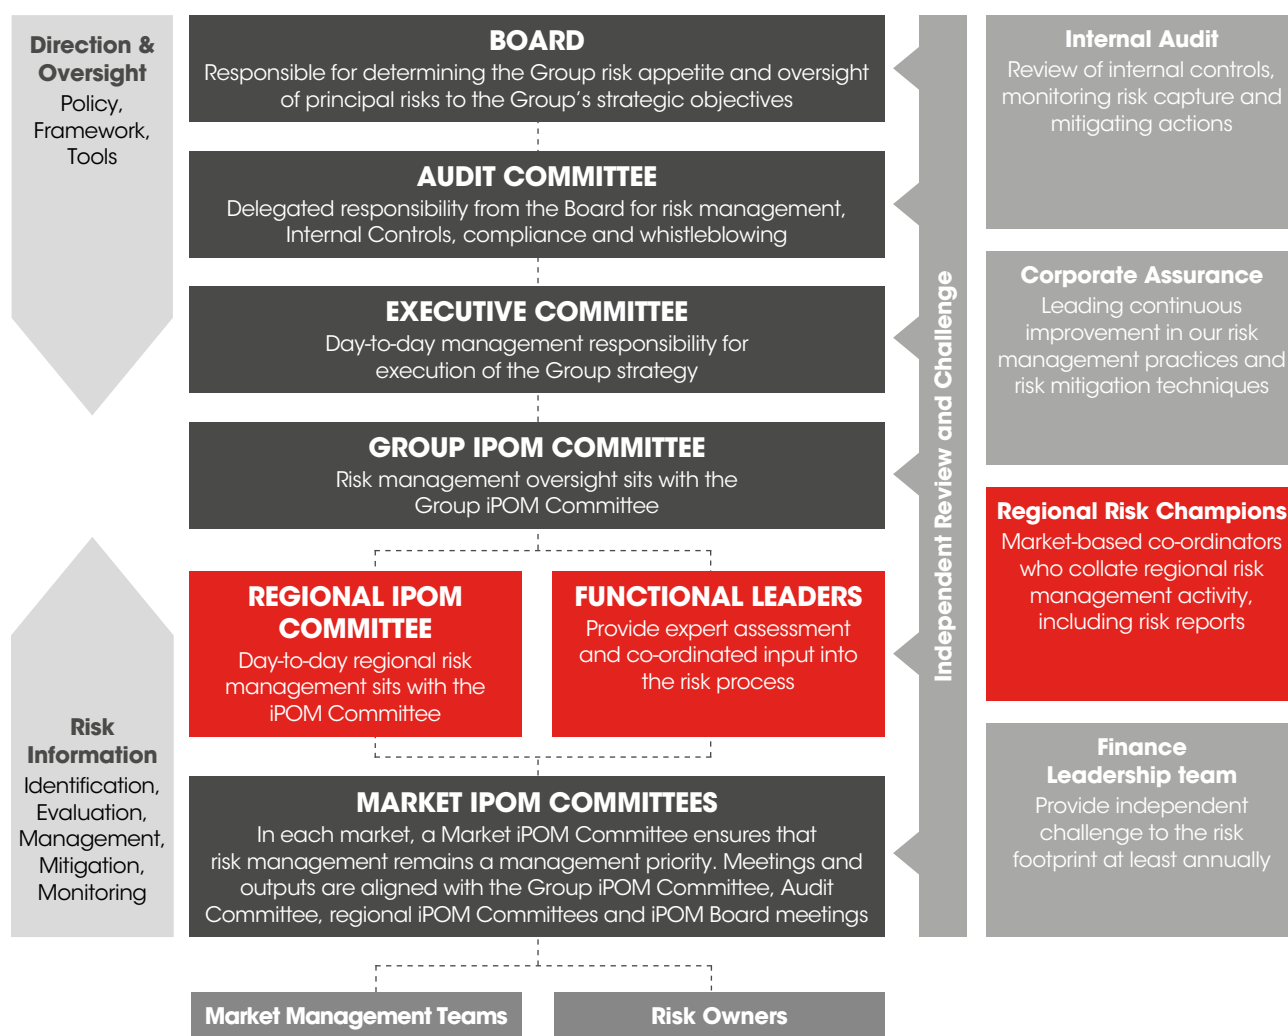 Direction &
Oversight
Policy,
Framework,
Tools
BOARD
Responsible for determining the Group risk appetite and oversight
of principal risks to the Group's strategic objectives
AUDIT COMMITTEE
Delegated responsibility from the Board for risk management,
Internal Controls, compliance and whistleblowing
EXECUTIVE COMMITTEE
Day-to-day management responsibility for
execution of the Group strategy
GROUP IPOM COMMITTEE
Risk management oversight sits with the
Group iPOM Committee
REGIONAL IPOM
COMMITTEE
Day-to-day regional risk
management sits with the
iPOM Committee
FUNCTIONAL LEADERS
Provide expert assessment
and co-ordinated input into
the risk process
Risk
Information
Identification,
Evaluation,
Management,
Mitigation,
Monitoring
MARKET IPOM COMMITTEES
In each market, a Market iPOM Committee ensures that
risk management remains a management priority. Meetings and
outputs are aligned with the Group iPOM Committee, Audit
Committee, regional iPOM Committees and iPOM Board meetings
Market Management Teams
Risk Owners
Independent Review and Challenge
Internal Audit
Review of internal controls,
monitoring risk capture and
mitigating actions
Corporate Assurance
Leading continuous
improvement in our risk
management practices and
risk mitigation techniques
Regional Risk Champions
Market-based co-ordinators
who collate regional risk
management activity,
including risk reports
Finance
Leadership team
Provide independent
challenge to the risk
footprint at least annually